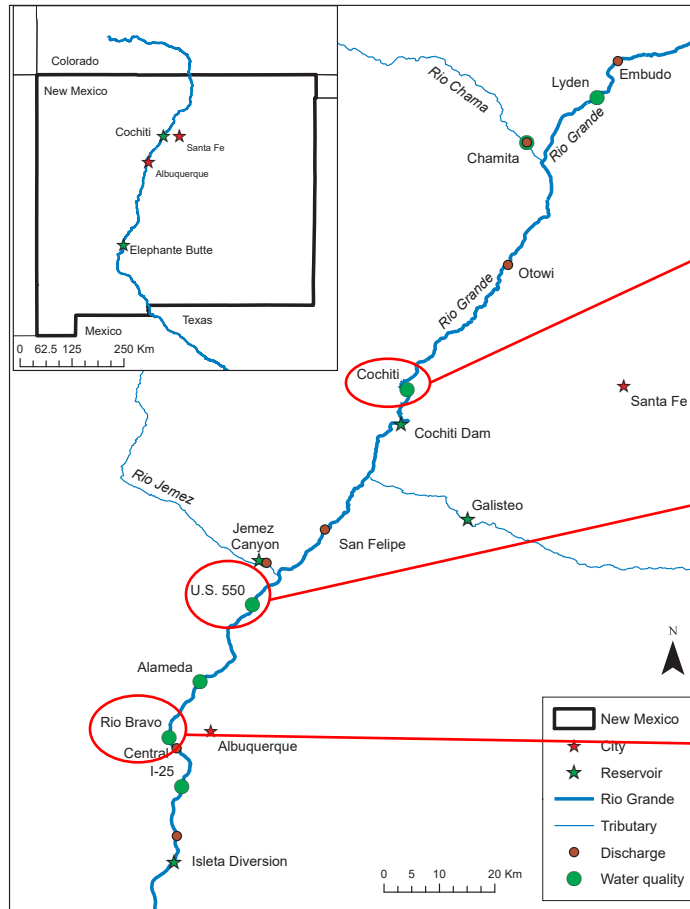 Colorado
New Mexico
Cochiti
Santa Fe
Albuquerque
Elephante Butte
Texas
Mexico
0 62.5 125 250 Km
Rio Chama
Embudo
Lyden
Rio Grande
Chamita
Otowi
Rio Grande
Cochiti
Santa Fe
Cochiti Dam
Rio Jemez
Galisteo
Jemez
Canyon
San Felipe
U.S. 550
N
Alameda
Rio Bravo
Albuquerque
Central
I-25
Isleta Diversion
New Mexico
City
Reservoir
Rio Grande
Tributary
Discharge
Water quality
0 5 10 20 Km